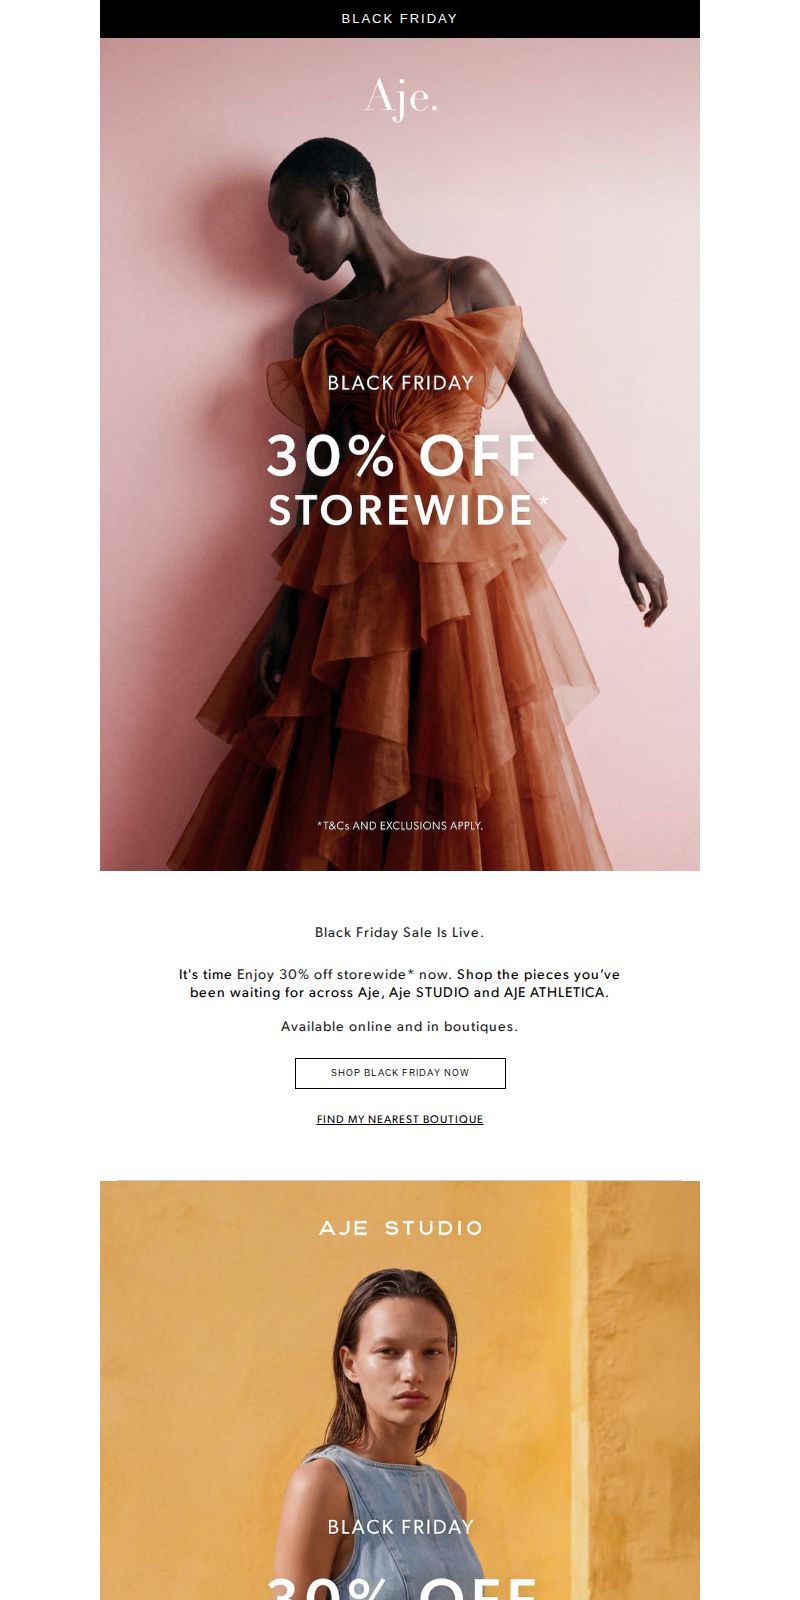 BLACK FRIDAY
Aje.
BLACK FRIDAY
30% OFF
STOREWIDE*
*T&Cs AND EXCLUSIONS APPLY.
Black Friday Sale Is Live.
It's time Enjoy 30% off storewide* now. Shop the pieces you’ve
been waiting for across Aje, Aje STUDIO and AJE ATHLETICA.
Available online and in boutiques.
SHOP BLACK FRIDAY NOW
FIND MY NEAREST BOUTIQUE
AJE STUDIO
BLACK FRIDAY
30% OFF